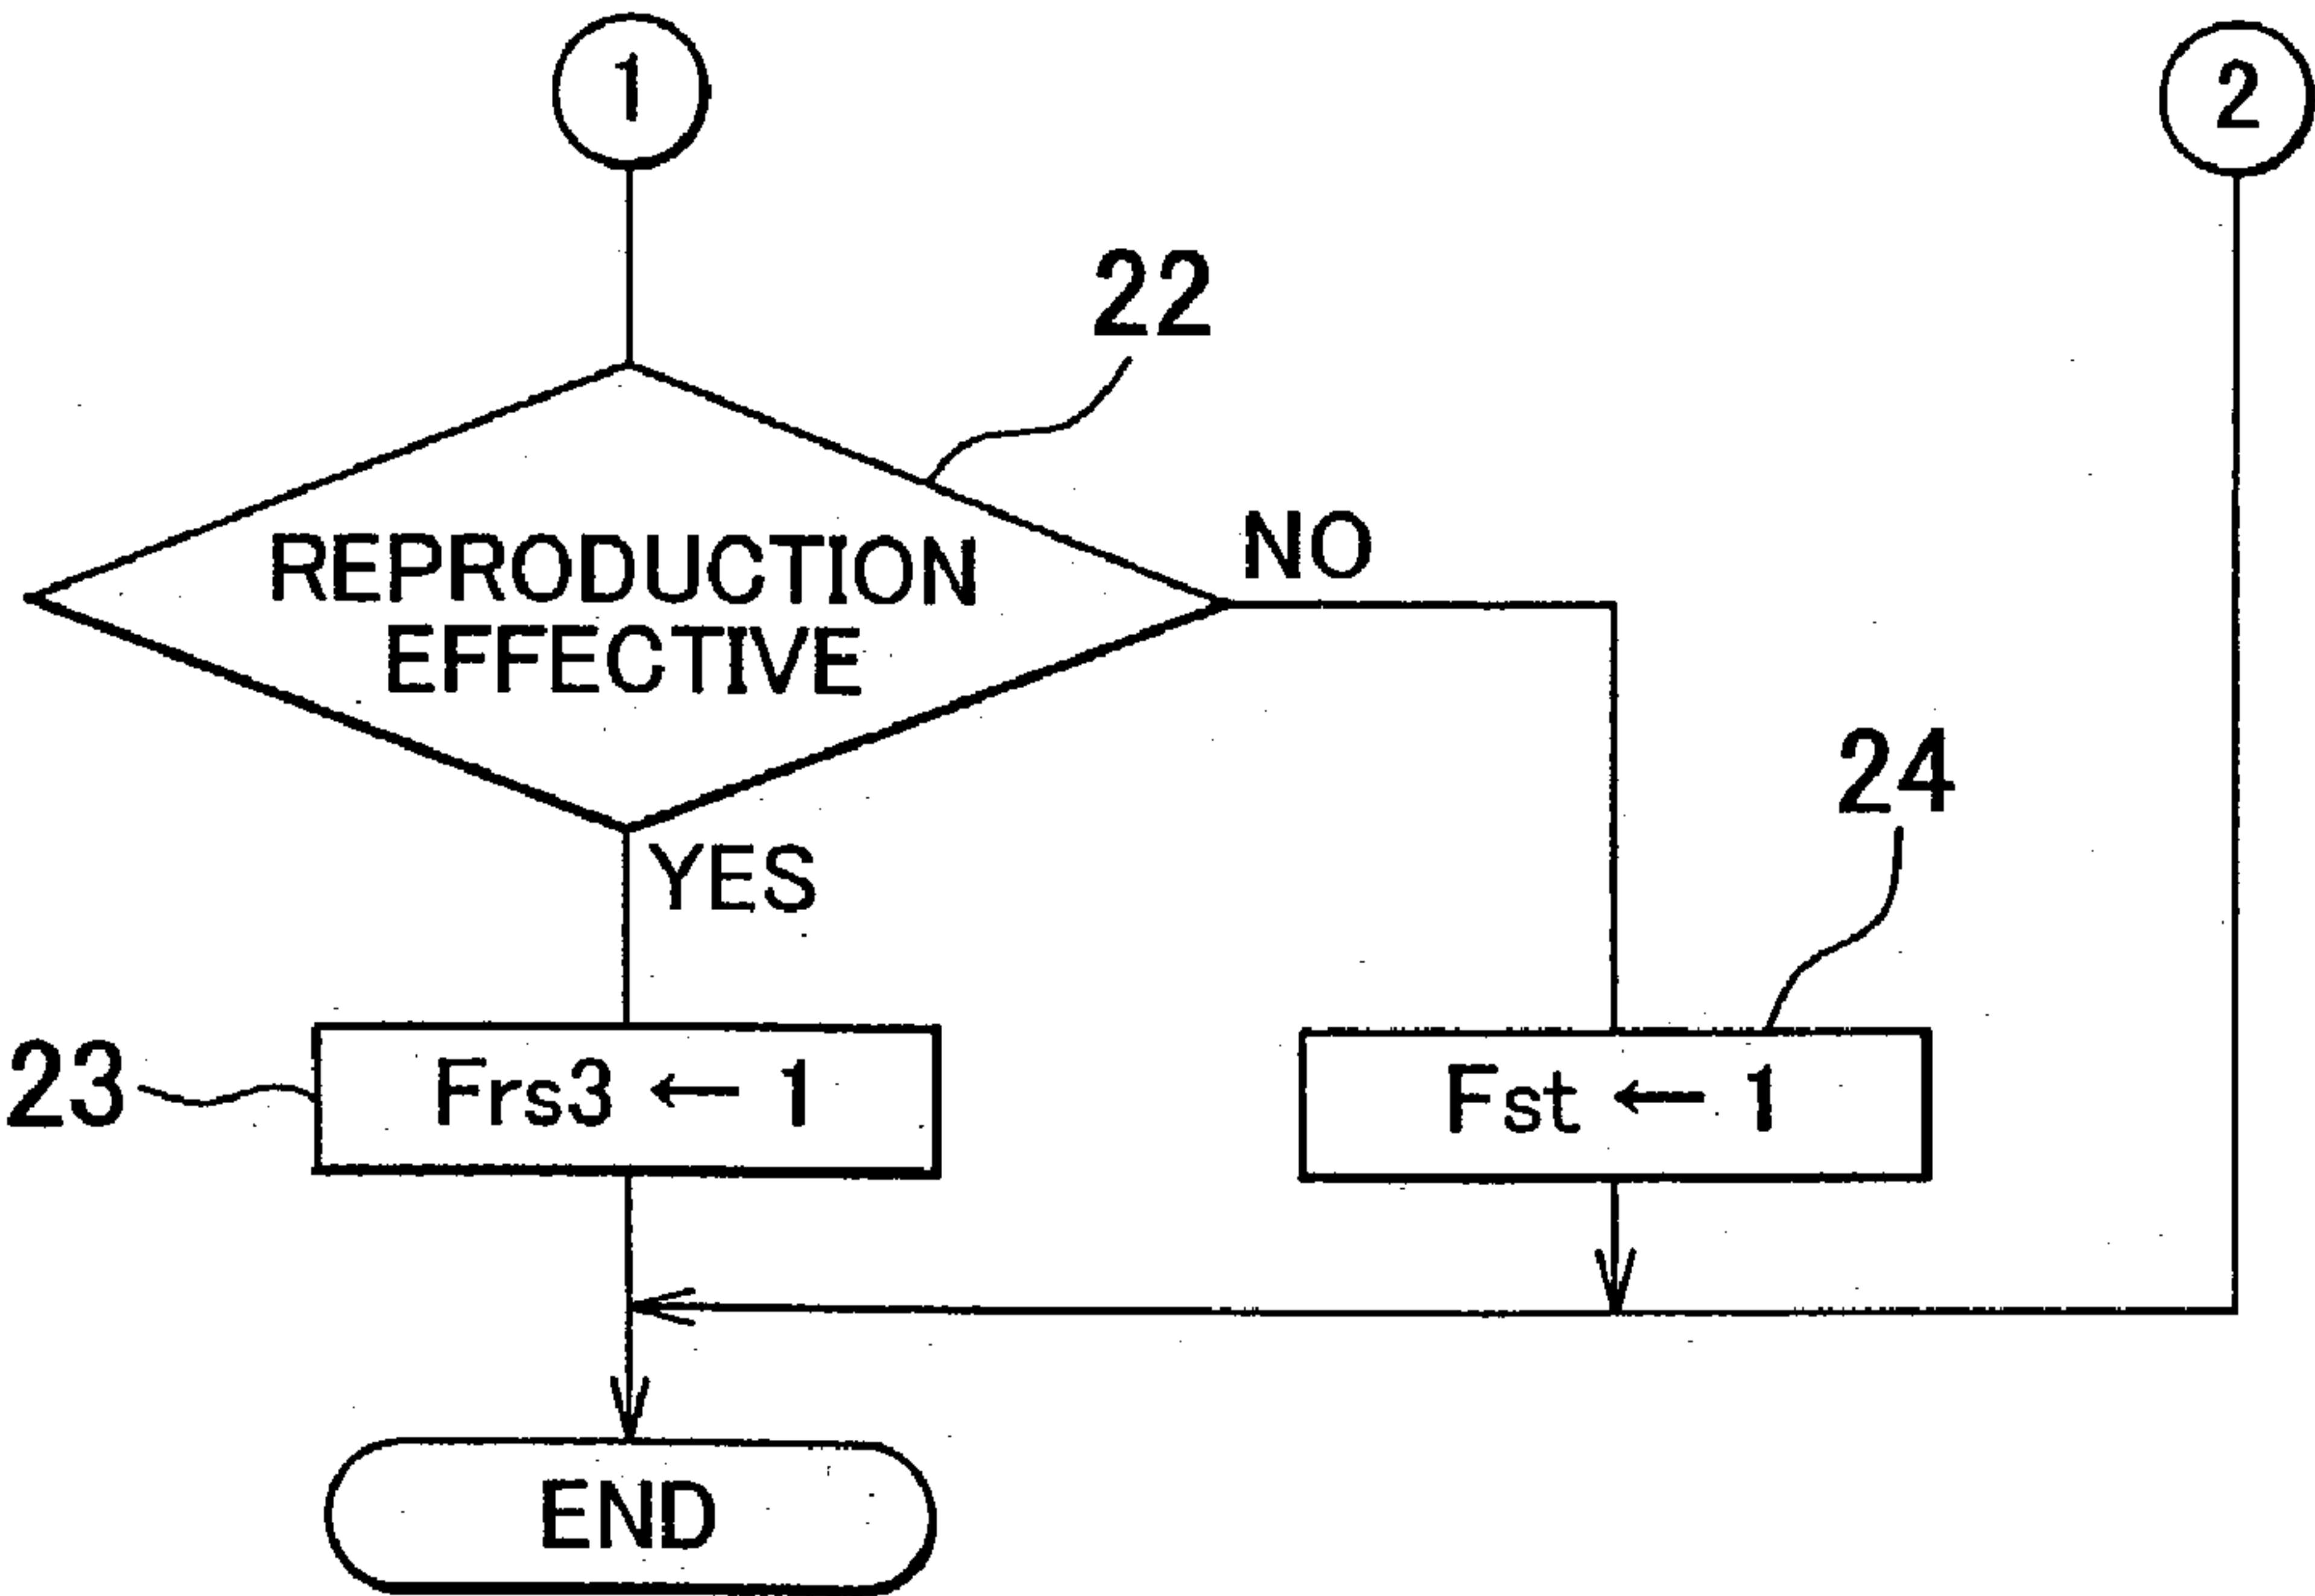 1
2
22
REPRODUCTION
EFFECTIVE
NO
YES
24
23
Frs3 ← 1
Fst ← 1
END